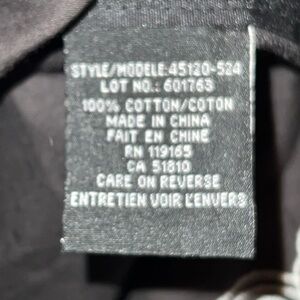 STYLE/MODELE:45120-524
LOT NO.: 601763
100% COTTON/COTON
MADE IN CHINA
FAIT EN CHINE
RN 119165
CA 51810
CARE ON REVERSE
ENTRETIEN VOIR L'ENVERS